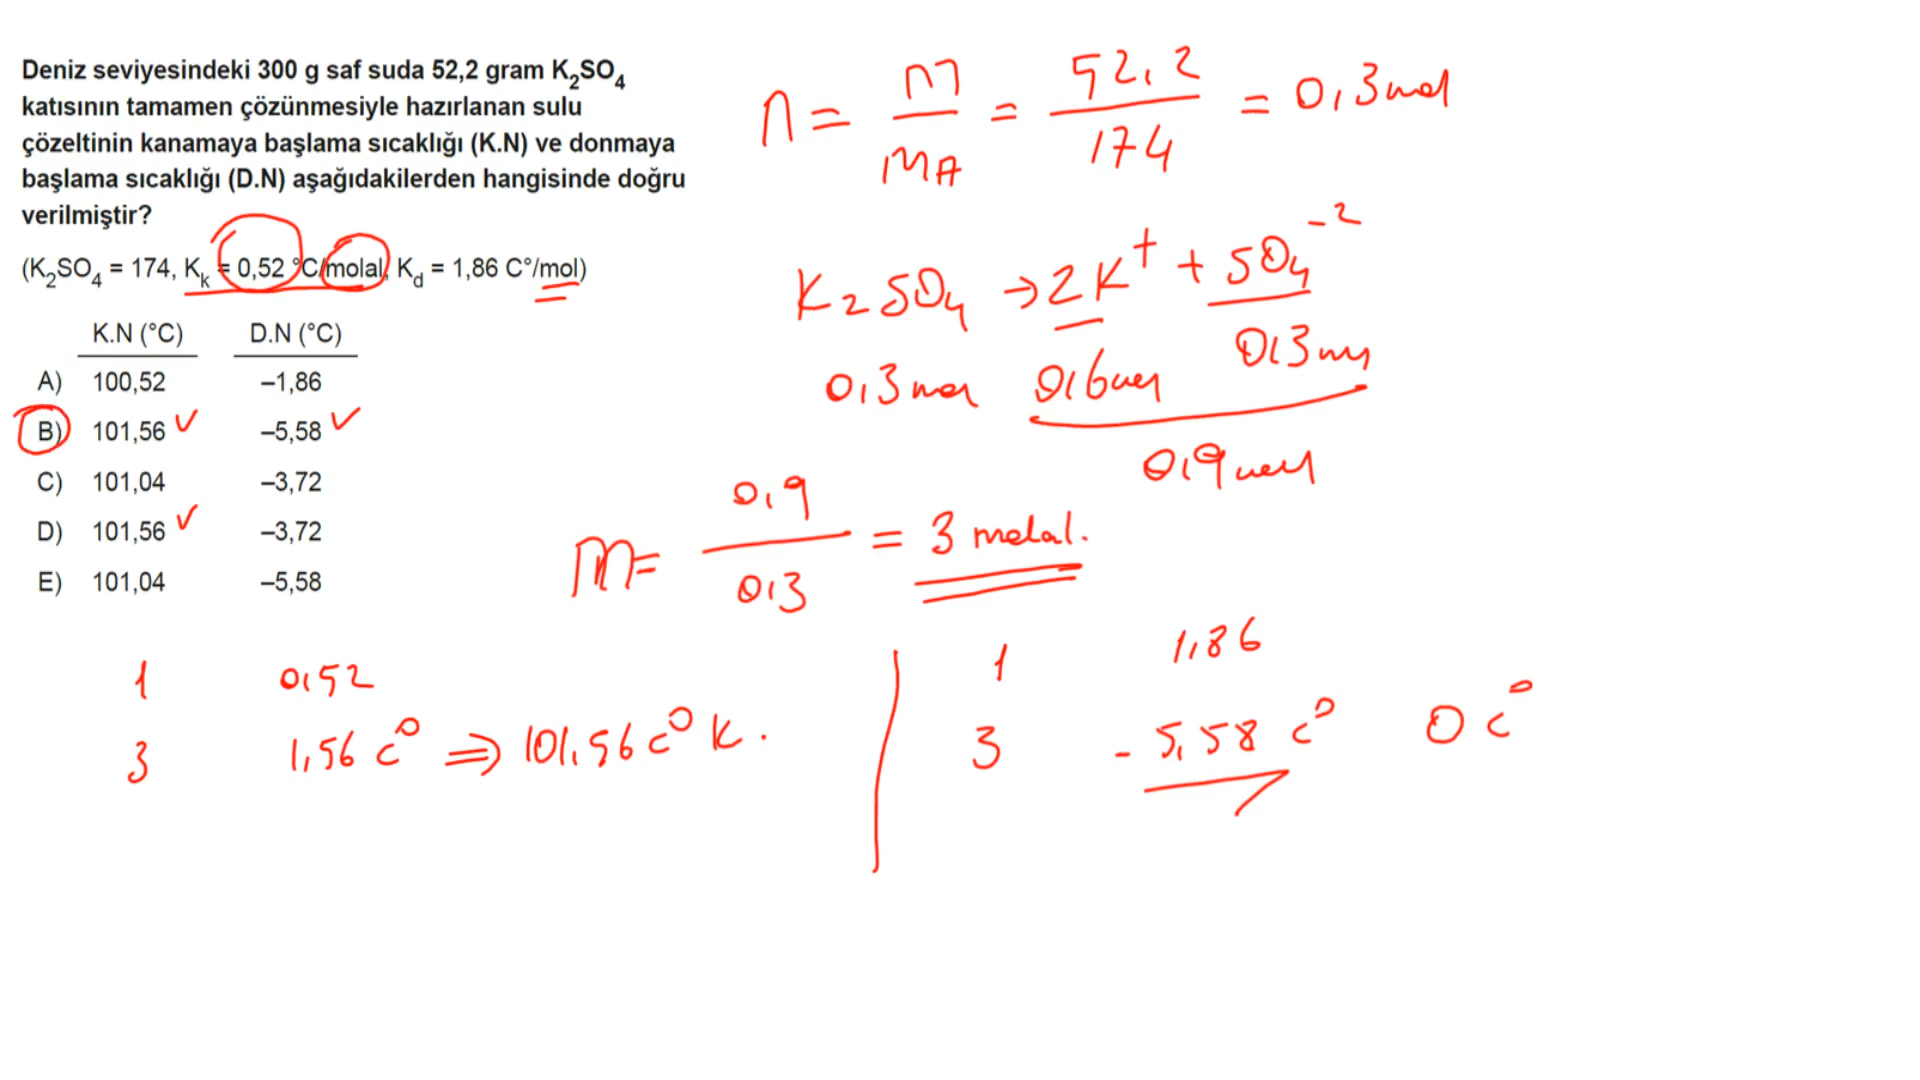 Deniz seviyesindeki 300 g saf suda 52,2 gram K₂SO₄
katısının tamamen çözünmesiyle hazırlanan sulu
çözeltinin kanamaya başlama sıcaklığı (K.N) ve donmaya
başlama sıcaklığı (D.N) aşağıdakilerden hangisinde doğru
verilmiştir?
(K₂SO₄ = 174, Kₖ = 0,52 °C/molal, K_d = 1,86 C°/mol)
K.N (°C) D.N (°C)
A) 100,52 –1,86
B) 101,56 ✓ –5,58 ✓
C) 101,04 –3,72
D) 101,56 ✓ –3,72
E) 101,04 –5,58
n = m/mA = 52,2/174 = 0,3 mol
K₂SO₄ → 2K⁺ + SO₄⁻²
0,3 mol 0,6 mol 0,3 mol
0,9 mol
m = 0,9/0,3 = 3 molal.
1 0,52
3 1,56 c° ⇒ 101,56 c° K.
1 1,86
3 - 5,58 c° 0 c°